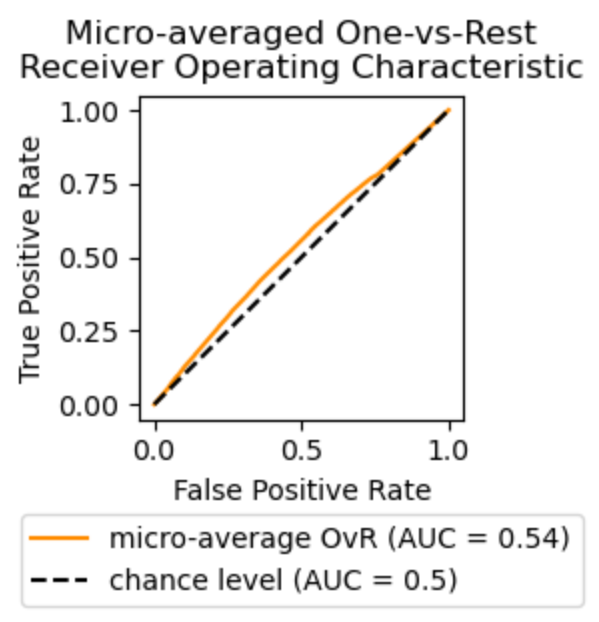 Micro-averaged One-vs-Rest
Receiver Operating Characteristic
1.00
0.75
0.50
0.25
0.00
True Positive Rate
0.0 0.5 1.0
False Positive Rate
micro-average OvR (AUC = 0.54)
chance level (AUC = 0.5)